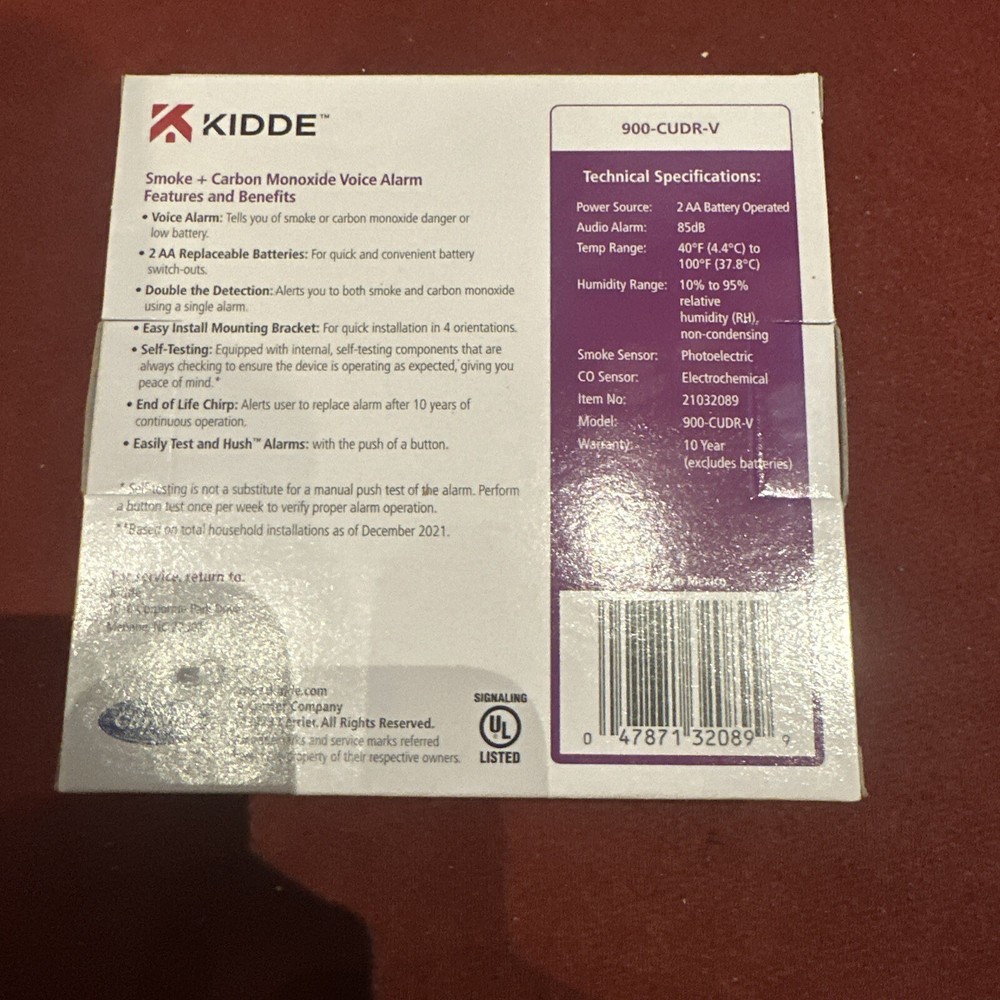 KIDDE™
Smoke + Carbon Monoxide Voice Alarm
Features and Benefits
• Voice Alarm: Tells you of smoke or carbon monoxide danger or
low battery.
• 2 AA Replaceable Batteries: For quick and convenient battery
switch-outs.
• Double the Detection: Alerts you to both smoke and carbon monoxide
using a single alarm.
• Easy Install Mounting Bracket: For quick installation in 4 orientations.
• Self-Testing: Equipped with internal, self-testing components that are
always checking to ensure the device is operating as expected, giving you
peace of mind.*
• End of Life Chirp: Alerts user to replace alarm after 10 years of
continuous operation.
• Easily Test and Hush™ Alarms: with the push of a button.
* Self-testing is not a substitute for a manual push test of the alarm. Perform
a button test once per week to verify proper alarm operation.
**Based on total household installations as of December 2021.
For service, return to:
Corporate Park Drive
Mebane, NC
Company
Carrier. All Rights Reserved.
and service marks referred
property of their respective owners.
SIGNALING
UL
LISTED
900-CUDR-V
Technical Specifications:
Power Source: 2 AA Battery Operated
Audio Alarm: 85dB
Temp Range: 40°F (4.4°C) to
100°F (37.8°C)
Humidity Range: 10% to 95%
relative
humidity (RH),
non-condensing
Smoke Sensor: Photoelectric
CO Sensor: Electrochemical
Item No: 21032089
Model: 900-CUDR-V
Warranty: 10 Year
(excludes batteries)
in Mexico
0 47871 32089 9